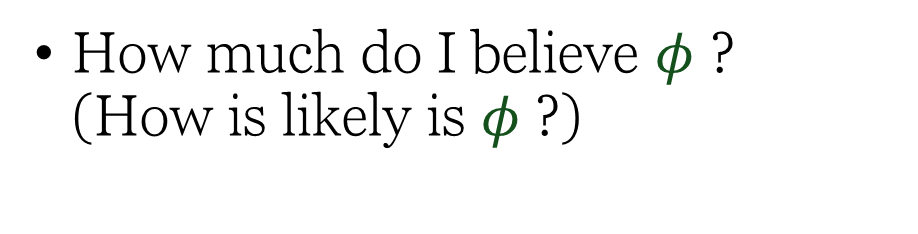 • How much do I believe ϕ ?
(How is likely is ϕ ?)